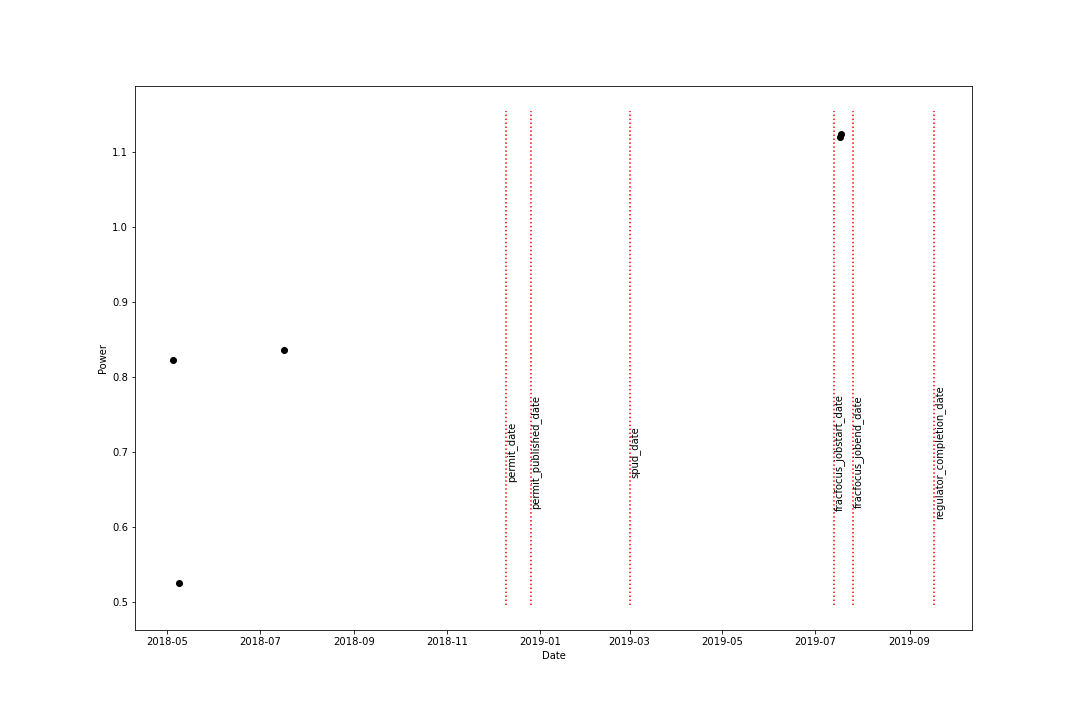 1.1
1.0
0.9
0.8
0.7
0.6
0.5
Power
permit_date
permit_published_date
spud_date
fracfocus_jobstart_date
fracfocus_jobend_date
regulator_completion_date
2018-05
2018-07
2018-09
2018-11
2019-01
2019-03
2019-05
2019-07
2019-09
Date